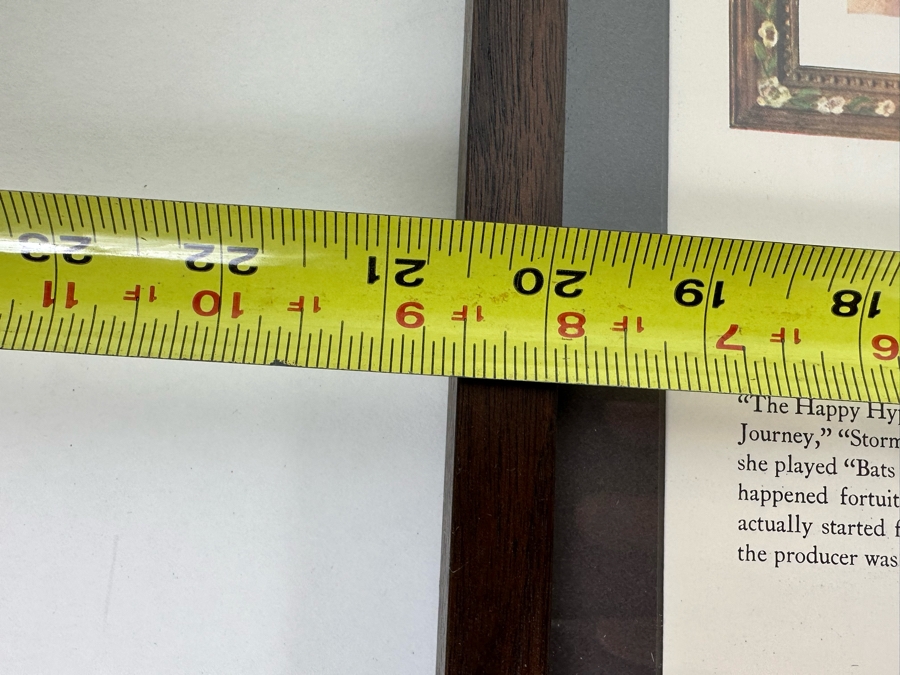 23 22 21 20 19 18
11 1F 10 1F 9 1F 8 1F 7 1F 6
“The Happy Hyp
Journey,” “Storm
she played “Bats
happened fortuit
actually started f
the producer was